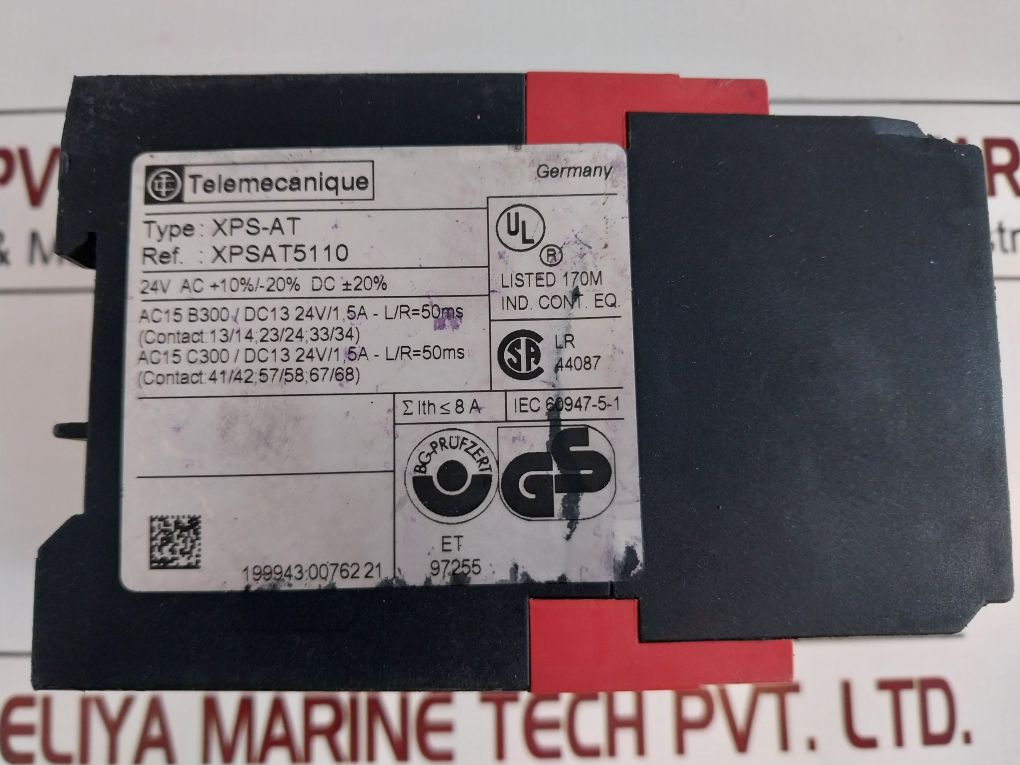 PV
R
& M
str
Telemecanique
Germany
Type : XPS-AT
Ref. : XPSAT5110
24V AC +10%/-20% DC ±20%
AC15 B300 / DC13 24V/1,5A - L/R=50ms
(Contact:13/14;23/24;33/34)
AC15 C300 / DC13 24V/1,5A - L/R=50ms
(Contact:41/42;57/58;67/68)
UL
R
LISTED 170M
IND. CONT. EQ.
SA
LR
44087
Σ Ith ≤ 8 A
IEC 60947-5-1
BG-PRÜFZERT
GS
ET
97255
199943:00762 21
ELIYA MARINE TECH PVT. LTD.